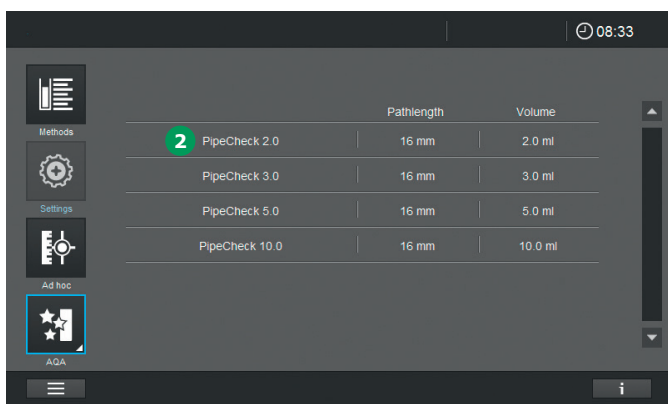 08:33
Methods
Settings
Ad hoc
AQA
Pathlength Volume
2 PipeCheck 2.0 16 mm 2.0 ml
PipeCheck 3.0 16 mm 3.0 ml
PipeCheck 5.0 16 mm 5.0 ml
PipeCheck 10.0 16 mm 10.0 ml
i